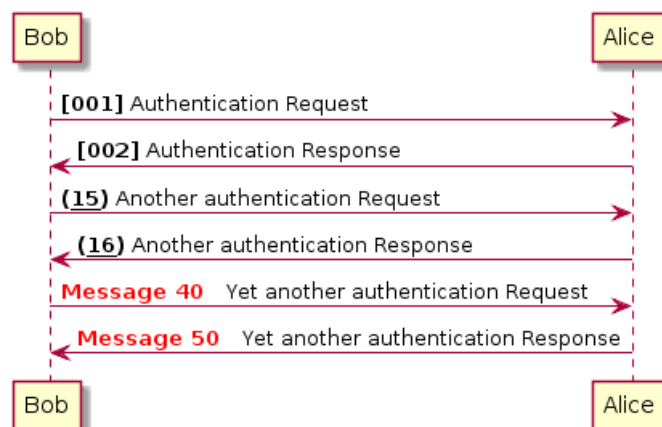 Bob Alice
[001] Authentication Request
[002] Authentication Response
(15) Another authentication Request
(16) Another authentication Response
Message 40 Yet another authentication Request
Message 50 Yet another authentication Response
Bob Alice